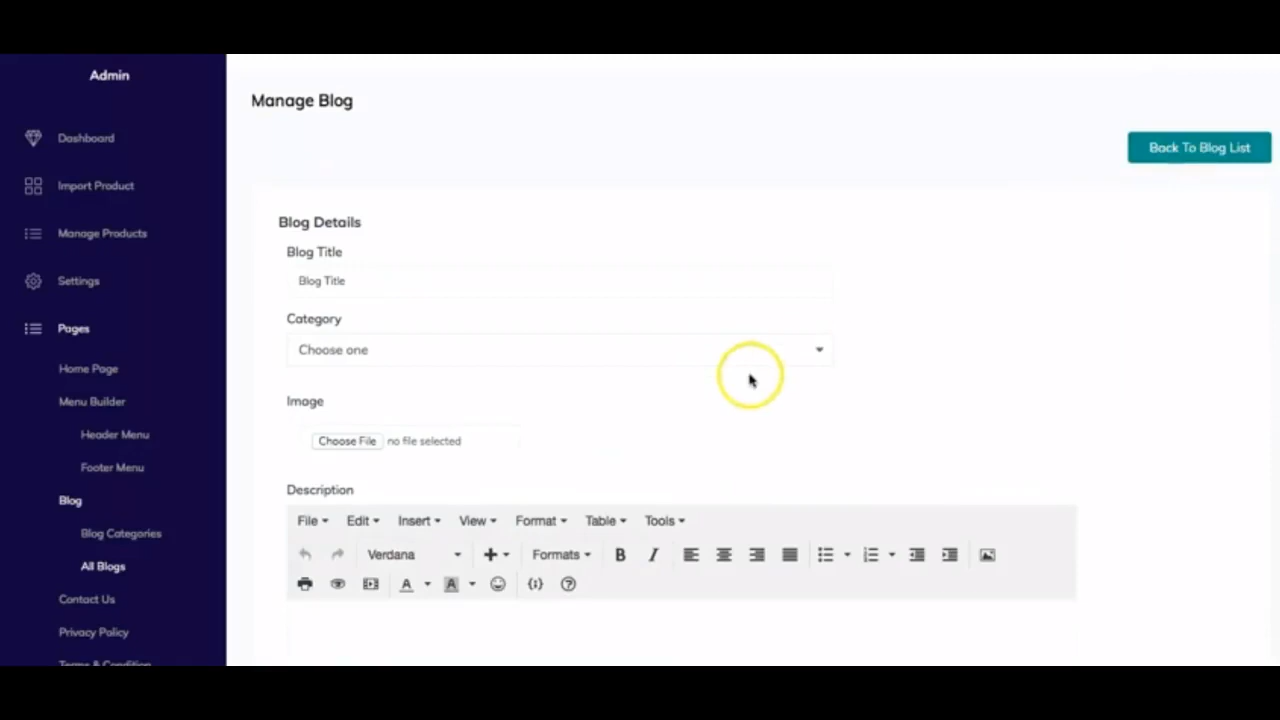 Admin
Dashboard
Import Product
Manage Products
Settings
Pages
Home Page
Menu Builder
Header Menu
Footer Menu
Blog
Blog Categories
All Blogs
Contact Us
Privacy Policy
Terms & Condition
Manage Blog
Back To Blog List
Blog Details
Blog Title
Blog Title
Category
Choose one
Image
Choose File no file selected
Description
File Edit Insert View Format Table Tools
Verdana Formats B I
A A